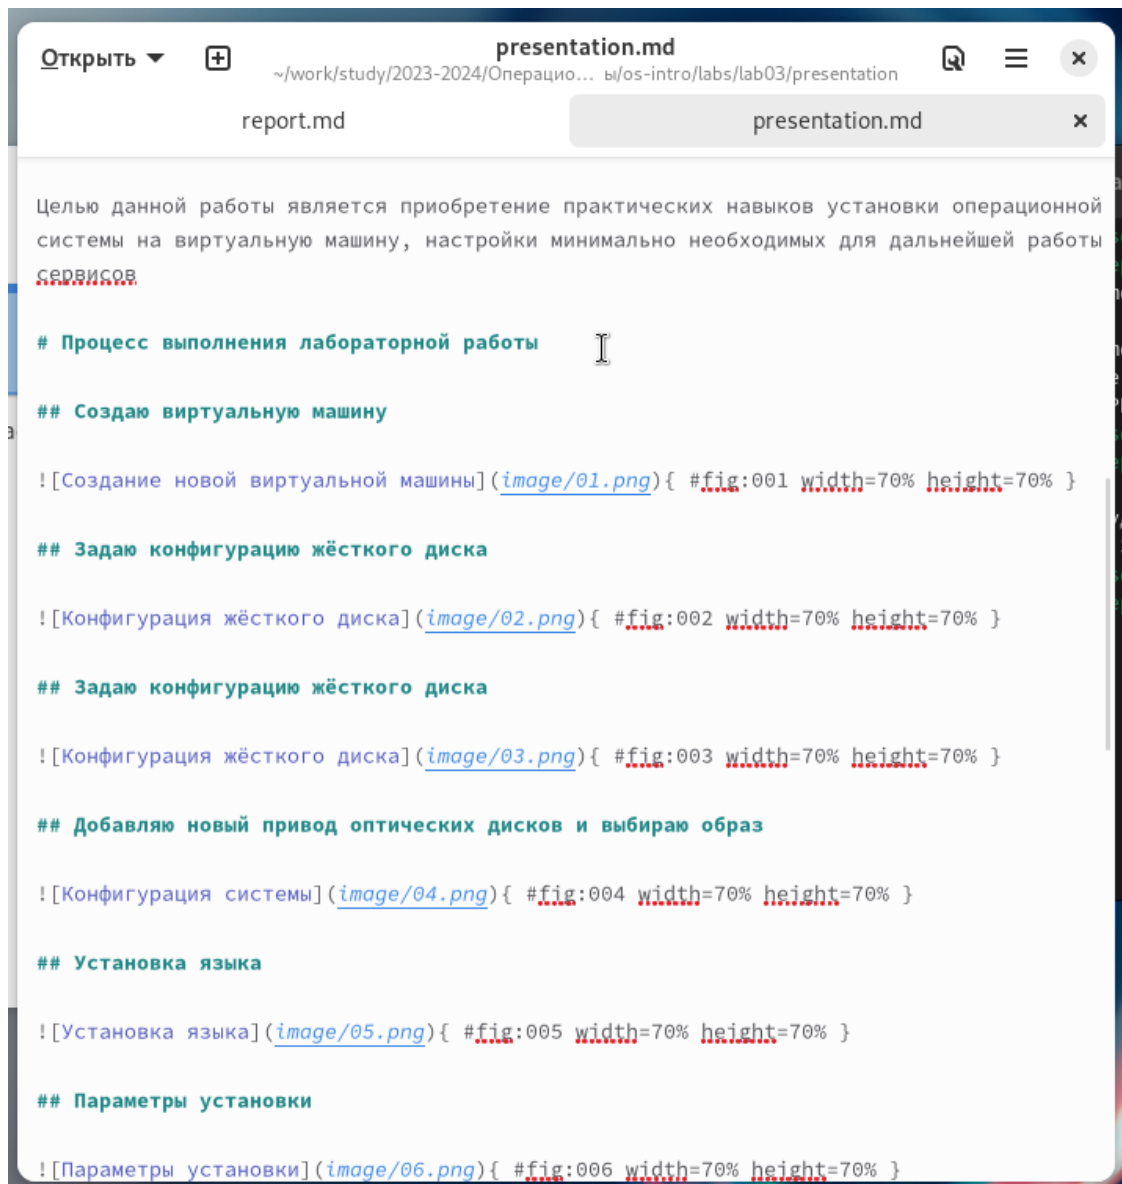 Открыть
presentation.md
~/work/study/2023-2024/Операцио… ы/os-intro/labs/lab03/presentation
report.md
presentation.md
Целью данной работы является приобретение практических навыков установки операционной
системы на виртуальную машину, настройки минимально необходимых для дальнейшей работы
сервисов
# Процесс выполнения лабораторной работы
## Создаю виртуальную машину
![Создание новой виртуальной машины](image/01.png){ #fig:001 width=70% height=70% }
## Задаю конфигурацию жёсткого диска
![Конфигурация жёсткого диска](image/02.png){ #fig:002 width=70% height=70% }
## Задаю конфигурацию жёсткого диска
![Конфигурация жёсткого диска](image/03.png){ #fig:003 width=70% height=70% }
## Добавляю новый привод оптических дисков и выбираю образ
![Конфигурация системы](image/04.png){ #fig:004 width=70% height=70% }
## Установка языка
![Установка языка](image/05.png){ #fig:005 width=70% height=70% }
## Параметры установки
![Параметры установки](image/06.png){ #fig:006 width=70% height=70% }